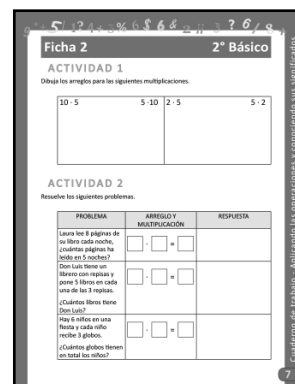 Ficha 2 2° Básico
ACTIVIDAD 1
Dibuja los arreglos para las siguientes multiplicaciones.
10 · 5 5 · 10 2 · 5 5 · 2
ACTIVIDAD 2
Resuelve los siguientes problemas.
PROBLEMA ARREGLO Y MULTIPLICACIÓN RESPUESTA
Laura lee 8 páginas de
su libro cada noche,
¿cuántas páginas ha
leído en 5 noches?
· =
Don Luis tiene un
librero con repisas y
pone 5 libros en cada
una de las 3 repisas.
¿Cuántos libros tiene
Don Luis?
· =
Hay 6 niños en una
fiesta y cada niño
recibe 3 globos.
¿Cuántos globos tienen
en total los niños?
· =
Cuaderno de trabajo - Aplicando las operaciones y conociendo sus significados
7